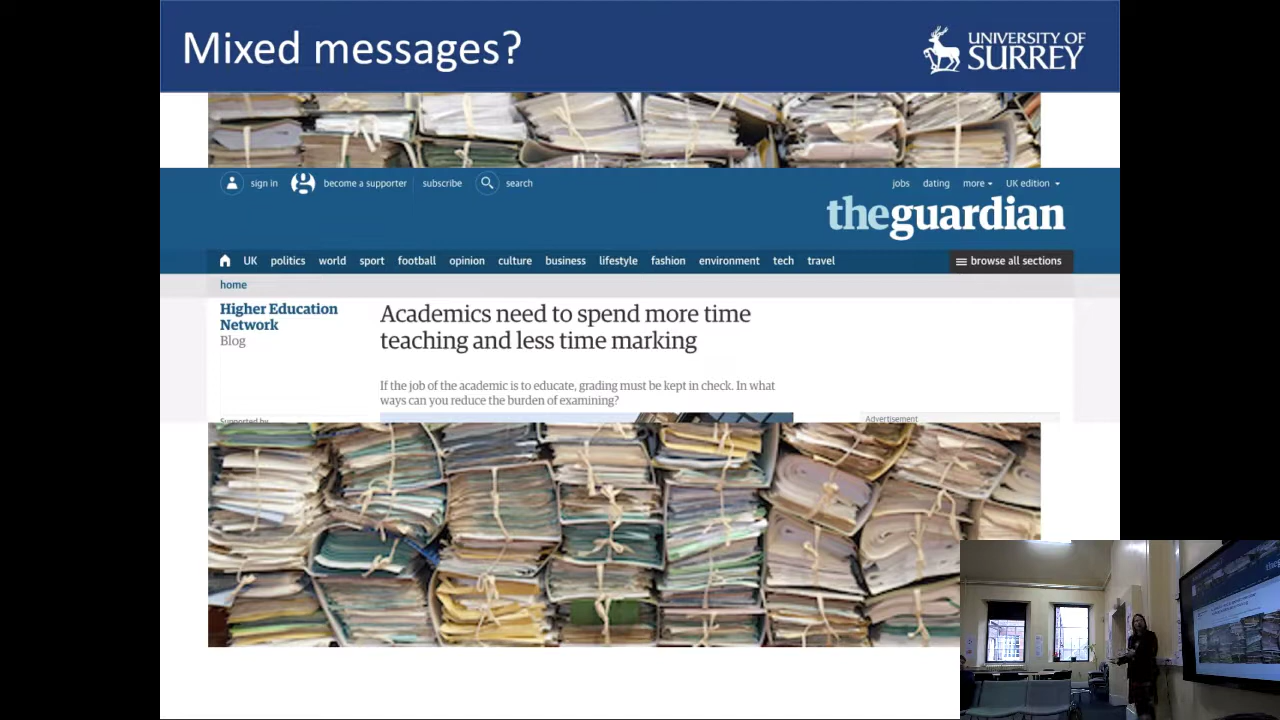 Mixed messages?
UNIVERSITY OF
SURREY
sign in
become a supporter
subscribe
search
jobs
dating
more
UK edition
theguardian
UK
politics
world
sport
football
opinion
culture
business
lifestyle
fashion
environment
tech
travel
browse all sections
home
Higher Education
Network
Blog
Academics need to spend more time
teaching and less time marking
If the job of the academic is to educate, grading must be kept in check. In what
ways can you reduce the burden of examining?
Supported by
Advertisement